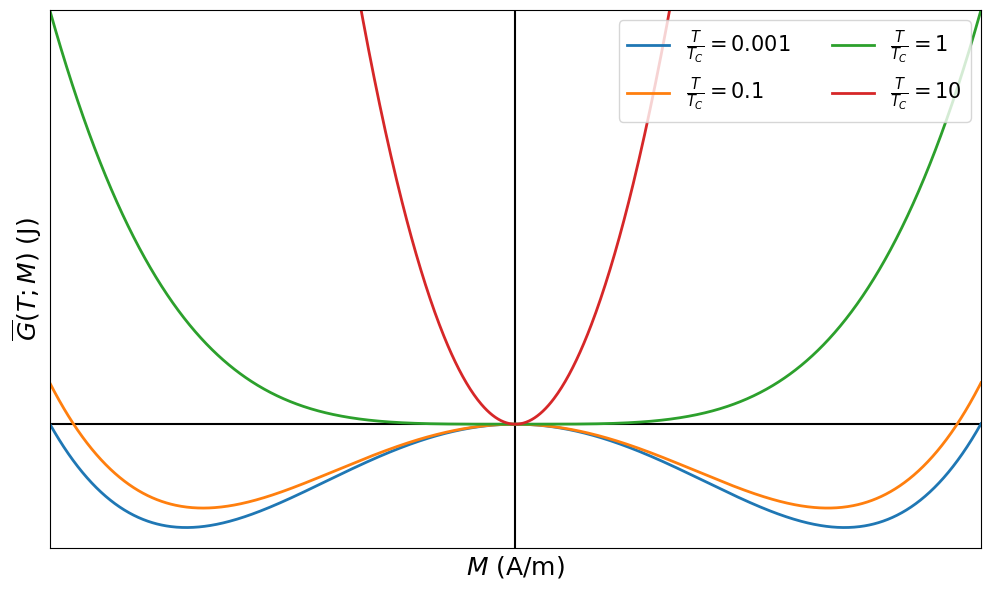 T/T_C = 0.001
T/T_C = 0.1
T/T_C = 1
T/T_C = 10
G̅(T; M) (J)
M (A/m)